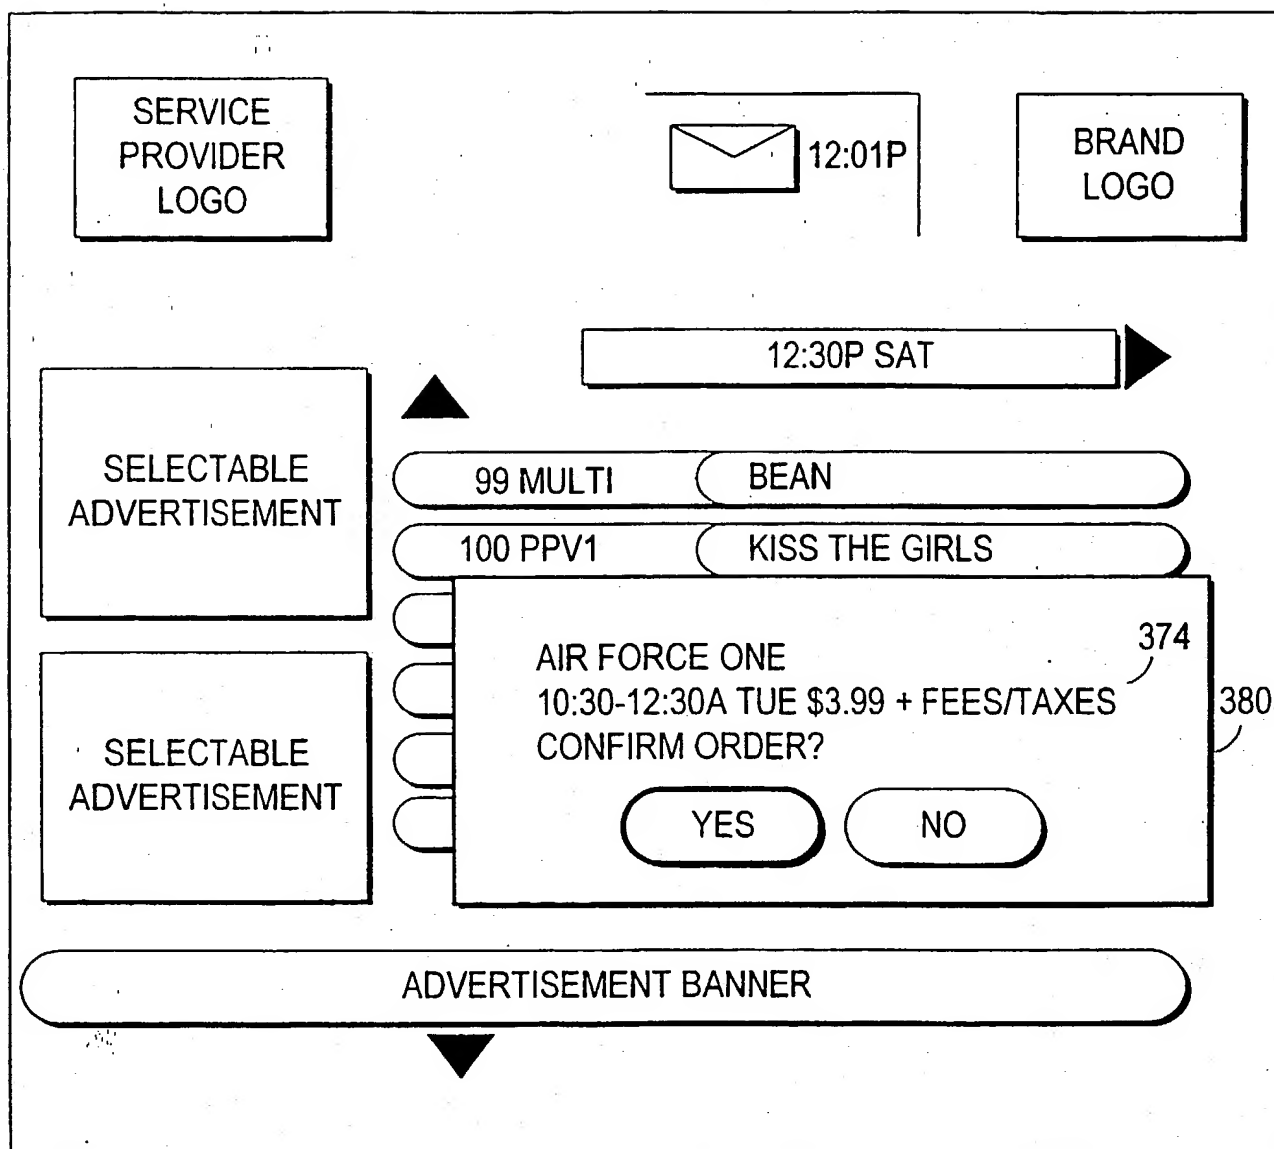 SERVICE
PROVIDER
LOGO
12:01P
BRAND
LOGO
12:30P SAT
SELECTABLE
ADVERTISEMENT
99 MULTI
BEAN
100 PPV1
KISS THE GIRLS
374
AIR FORCE ONE
10:30-12:30A TUE $3.99 + FEES/TAXES
CONFIRM ORDER?
380
SELECTABLE
ADVERTISEMENT
YES
NO
ADVERTISEMENT BANNER